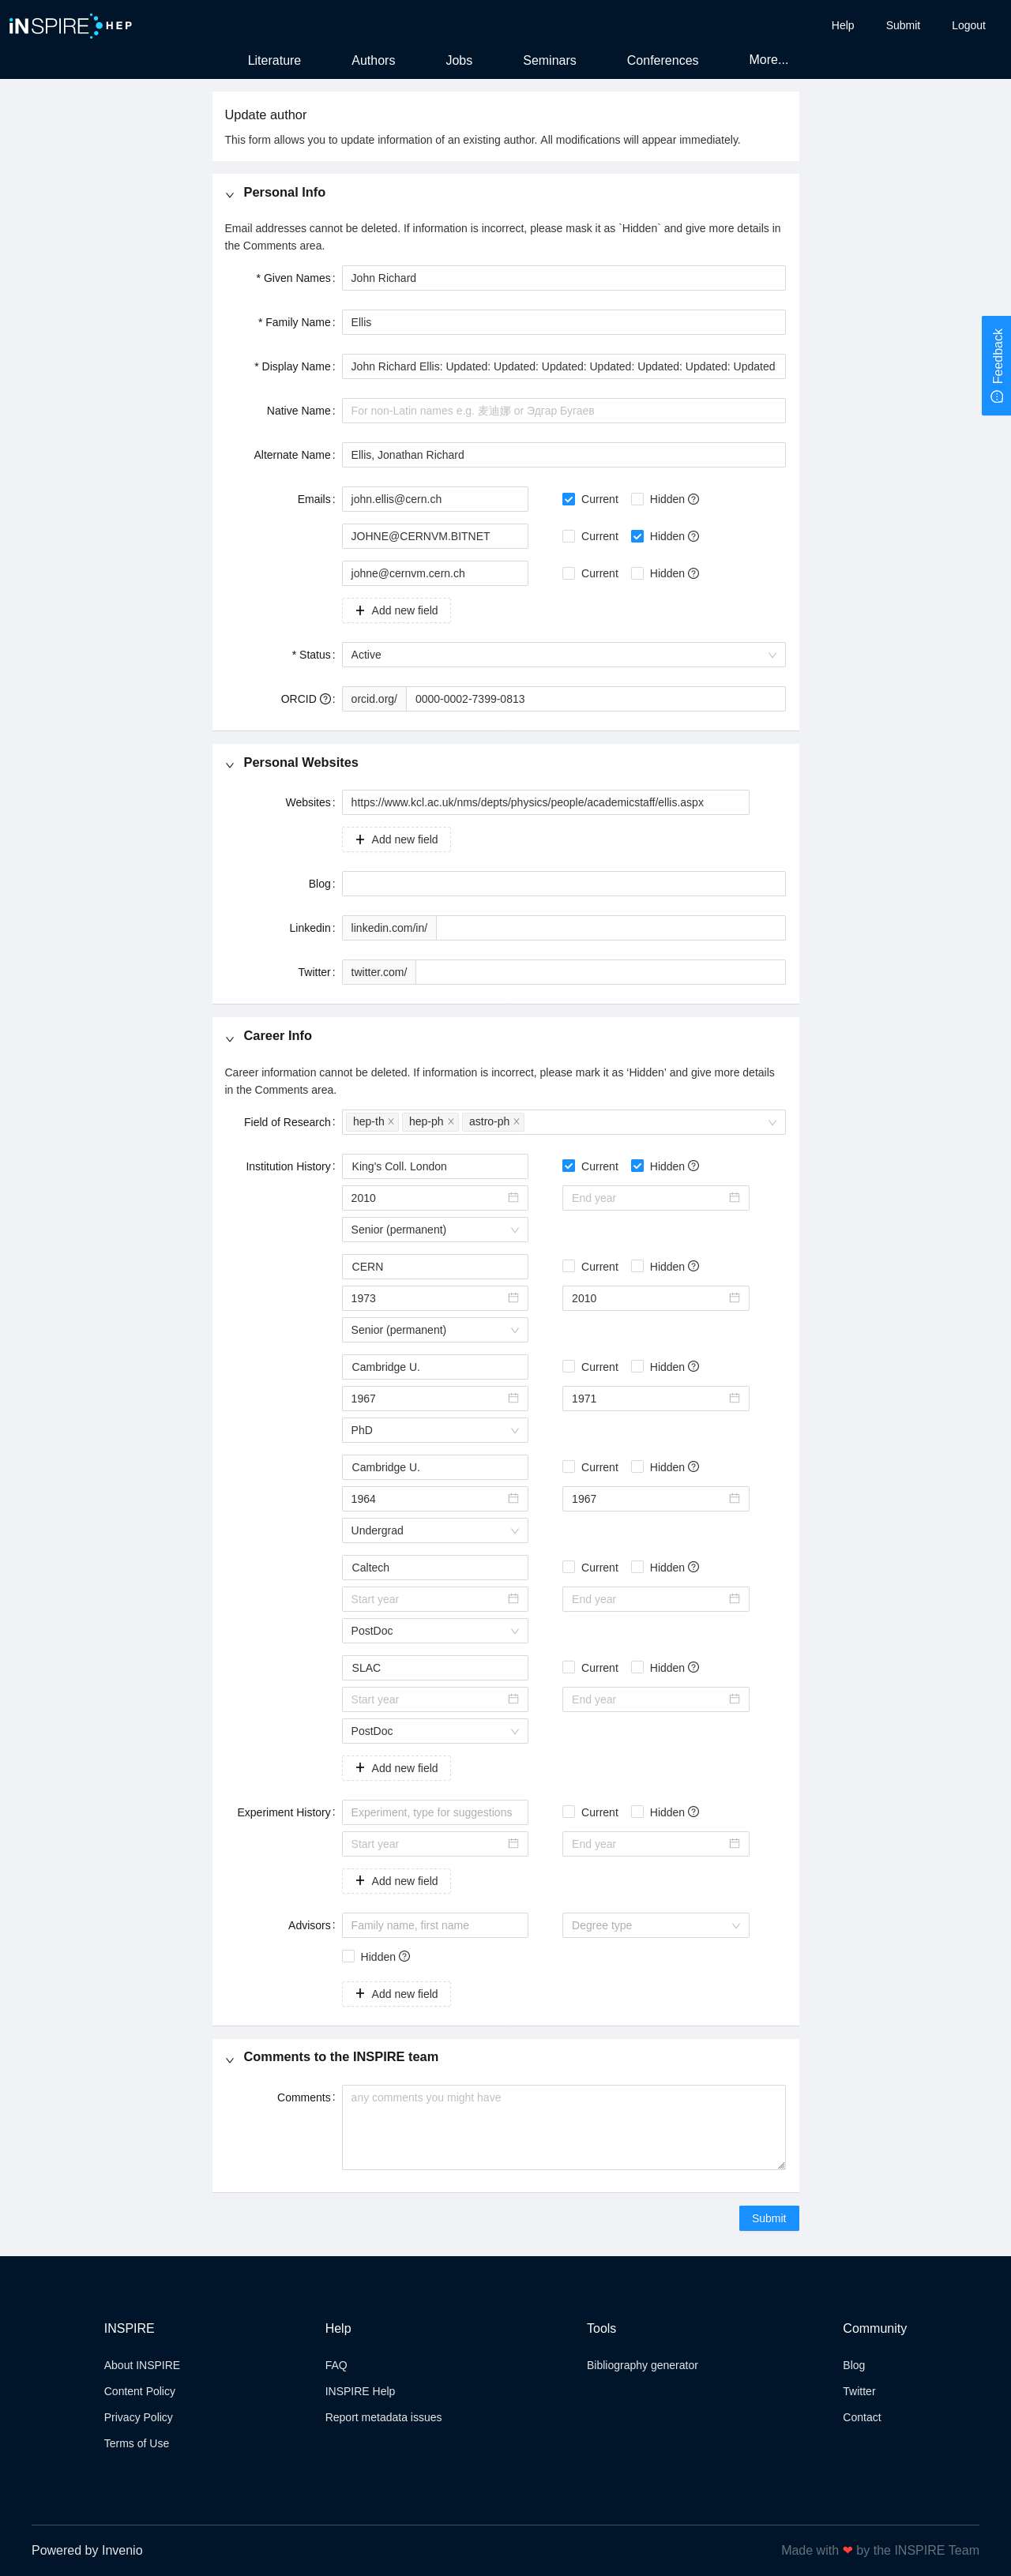 INSPIRE HEP
Help Submit Logout
Literature Authors Jobs Seminars Conferences More...
Update author
This form allows you to update information of an existing author. All modifications will appear immediately.
Personal Info
Email addresses cannot be deleted. If information is incorrect, please mask it as `Hidden` and give more details in
the Comments area.
* Given Names : John Richard
* Family Name : Ellis
* Display Name : John Richard Ellis: Updated: Updated: Updated: Updated: Updated: Updated: Updated
Native Name : For non-Latin names e.g. 麦迪娜 or Эдгар Бугаев
Alternate Name : Ellis, Jonathan Richard
Emails : john.ellis@cern.ch Current Hidden
JOHNE@CERNVM.BITNET Current Hidden
johne@cernvm.cern.ch Current Hidden
Add new field
* Status : Active
ORCID : orcid.org/ 0000-0002-7399-0813
Personal Websites
Websites : https://www.kcl.ac.uk/nms/depts/physics/people/academicstaff/ellis.aspx
Add new field
Blog :
Linkedin : linkedin.com/in/
Twitter : twitter.com/
Career Info
Career information cannot be deleted. If information is incorrect, please mark it as ‘Hidden’ and give more details
in the Comments area.
Field of Research : hep-th hep-ph astro-ph
Institution History : King's Coll. London Current Hidden
2010 End year
Senior (permanent)
CERN Current Hidden
1973 2010
Senior (permanent)
Cambridge U. Current Hidden
1967 1971
PhD
Cambridge U. Current Hidden
1964 1967
Undergrad
Caltech Current Hidden
Start year End year
PostDoc
SLAC Current Hidden
Start year End year
PostDoc
Add new field
Experiment History : Experiment, type for suggestions Current Hidden
Start year End year
Add new field
Advisors : Family name, first name Degree type
Hidden
Add new field
Comments to the INSPIRE team
Comments : any comments you might have
Submit
Feedback
INSPIRE
About INSPIRE
Content Policy
Privacy Policy
Terms of Use
Help
FAQ
INSPIRE Help
Report metadata issues
Tools
Bibliography generator
Community
Blog
Twitter
Contact
Powered by Invenio
Made with ❤ by the INSPIRE Team